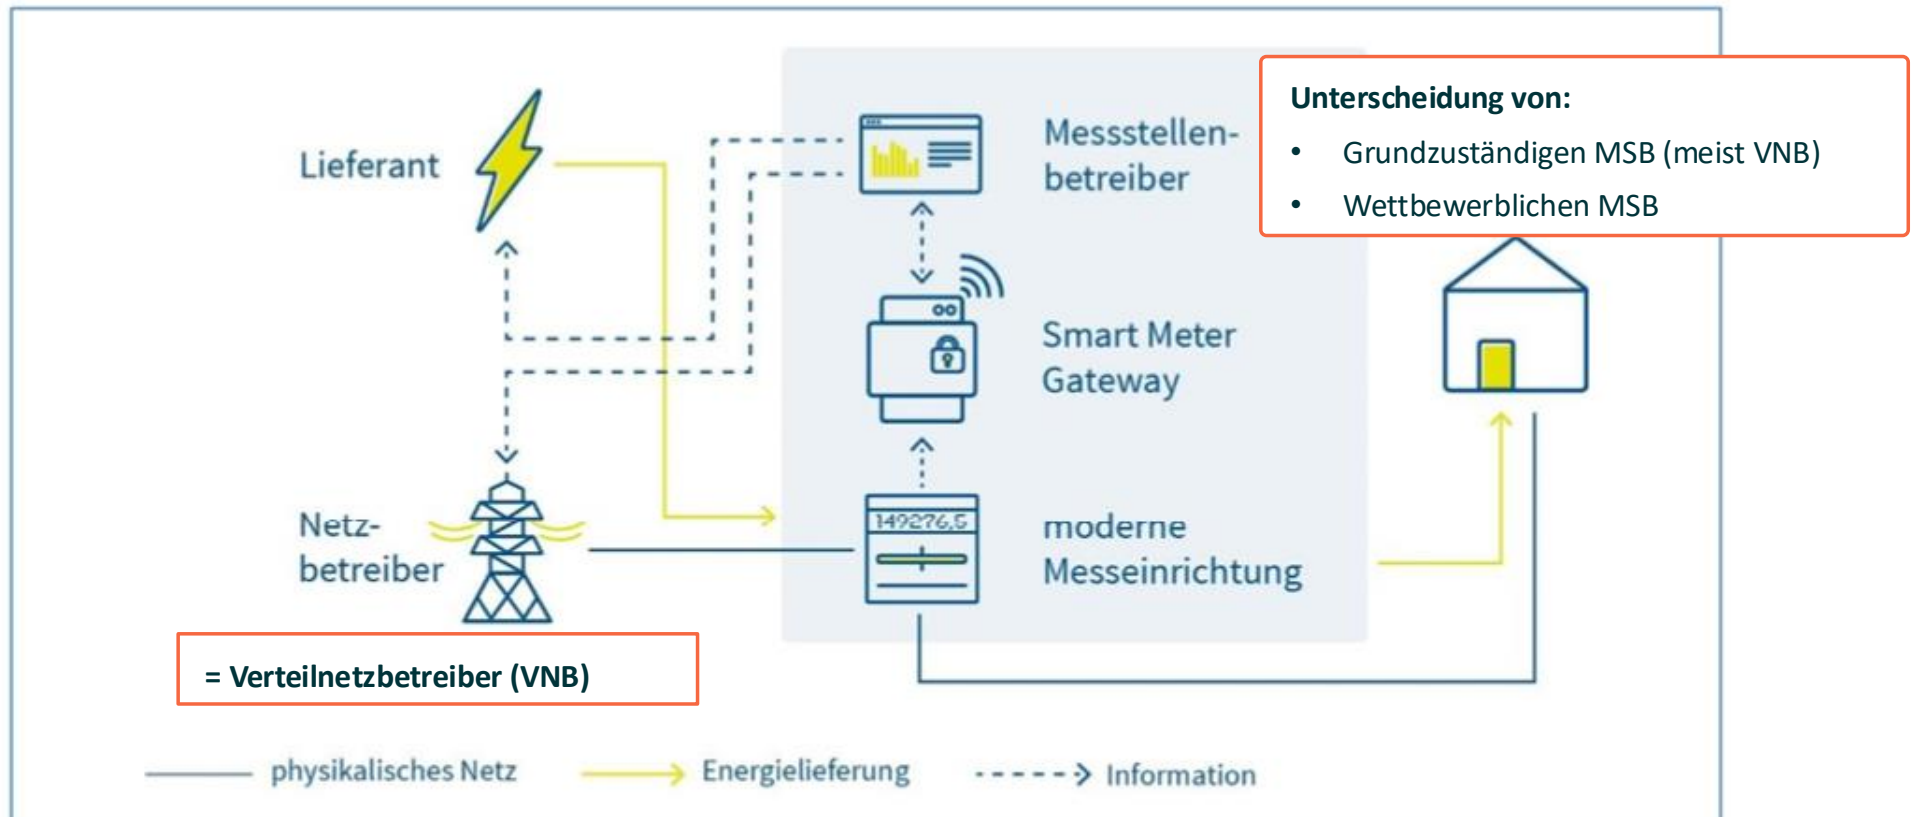 Unterscheidung von:
• Grundzuständigen MSB (meist VNB)
• Wettbewerblichen MSB
Lieferant
Messstellen-
betreiber
Smart Meter
Gateway
Netz-
betreiber
149276,5
moderne
Messeinrichtung
= Verteilnetzbetreiber (VNB)
physikalisches Netz
Energielieferung
Information